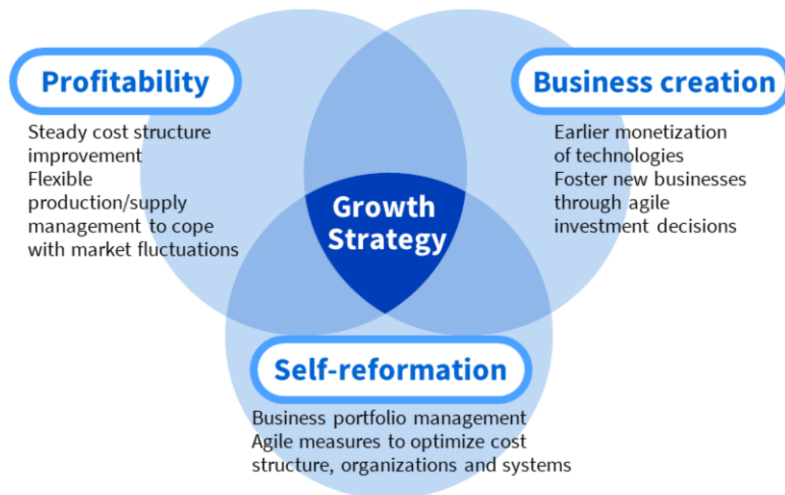 Profitability
Steady cost structure
improvement
Flexible
production/supply
management to cope
with market fluctuations
Business creation
Earlier monetization
of technologies
Foster new businesses
through agile
investment decisions
Growth
Strategy
Self-reformation
Business portfolio management
Agile measures to optimize cost
structure, organizations and systems